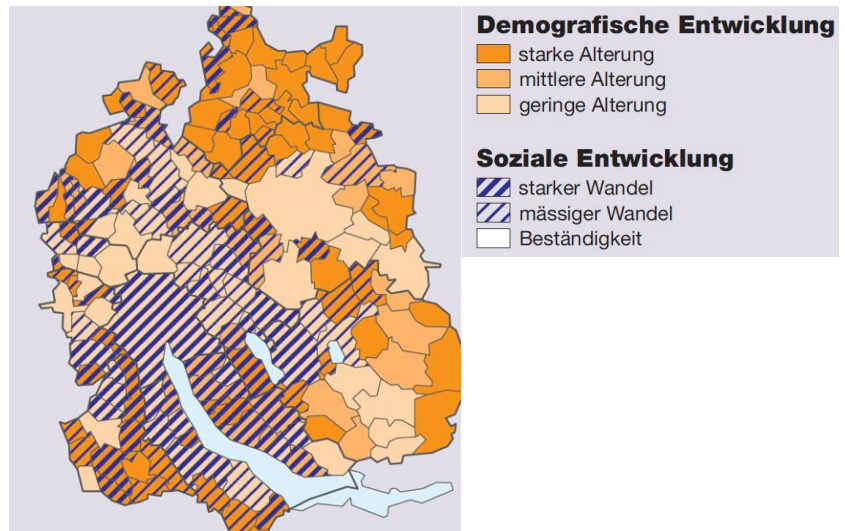 Demografische Entwicklung
starke Alterung
mittlere Alterung
geringe Alterung
Soziale Entwicklung
starker Wandel
mässiger Wandel
Beständigkeit